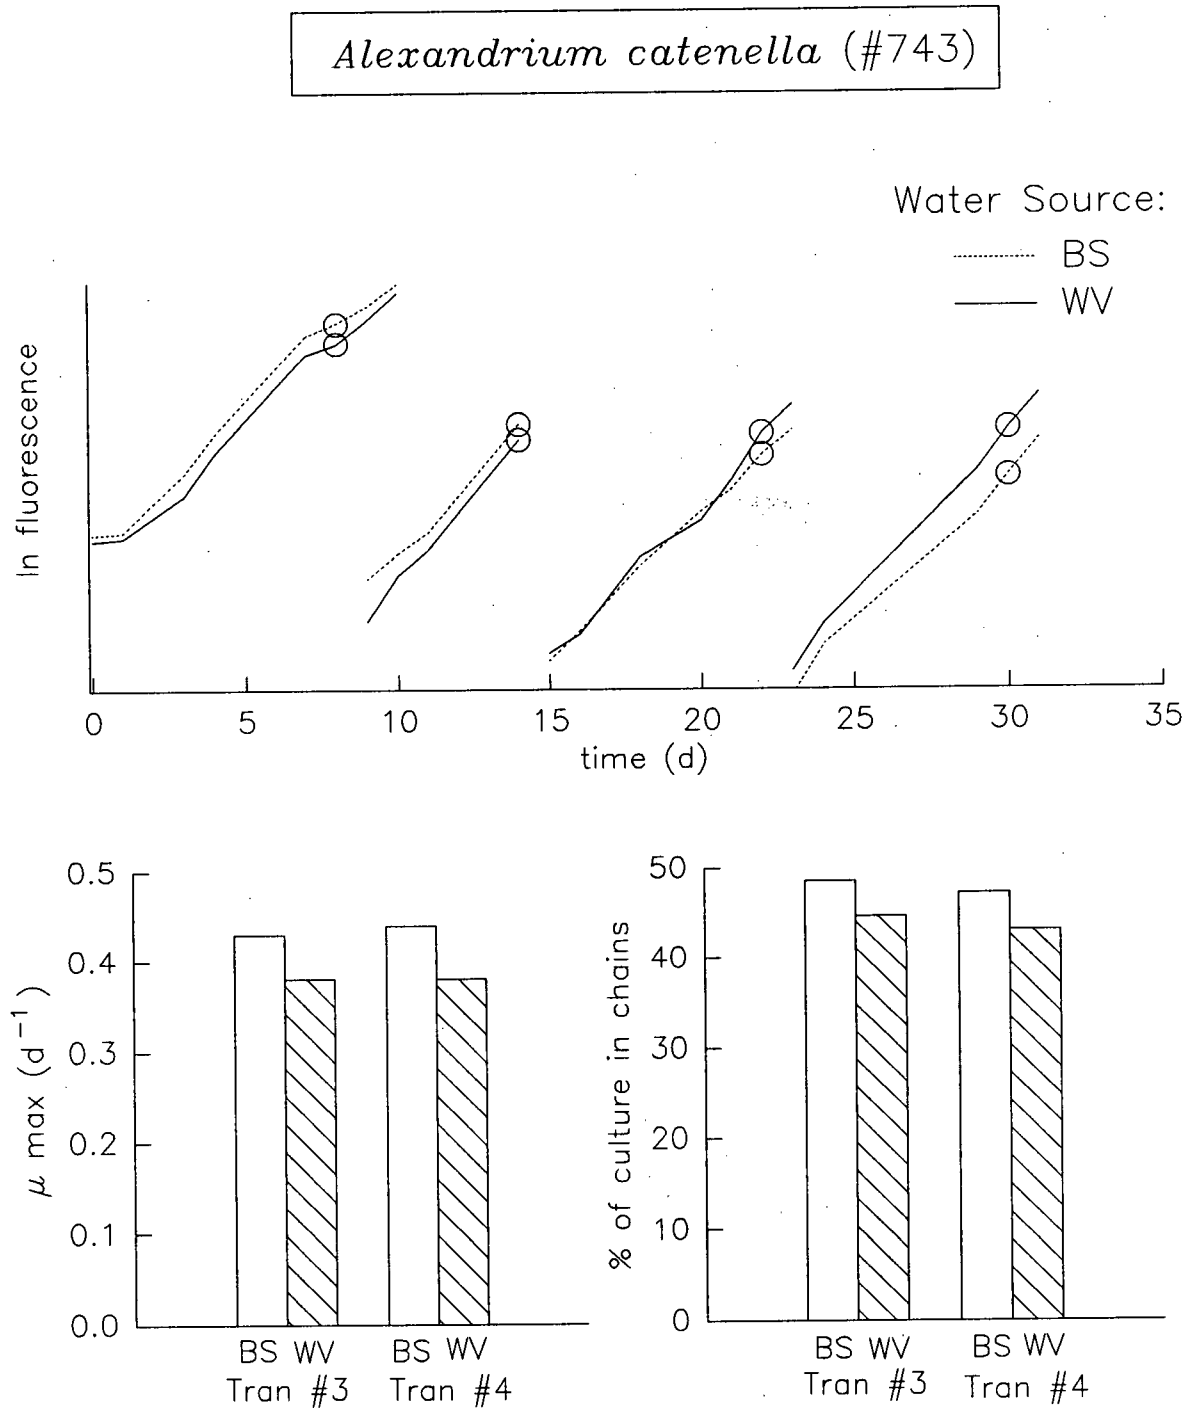 Alexandrium catenella (#743)
Water Source:
BS
WV
ln fluorescence
0 5 10 15 20 25 30 35
time (d)
μ max (d⁻¹)
0.5
0.4
0.3
0.2
0.1
0.0
BS WV BS WV
Tran #3 Tran #4
% of culture in chains
50
40
30
20
10
0
BS WV BS WV
Tran #3 Tran #4